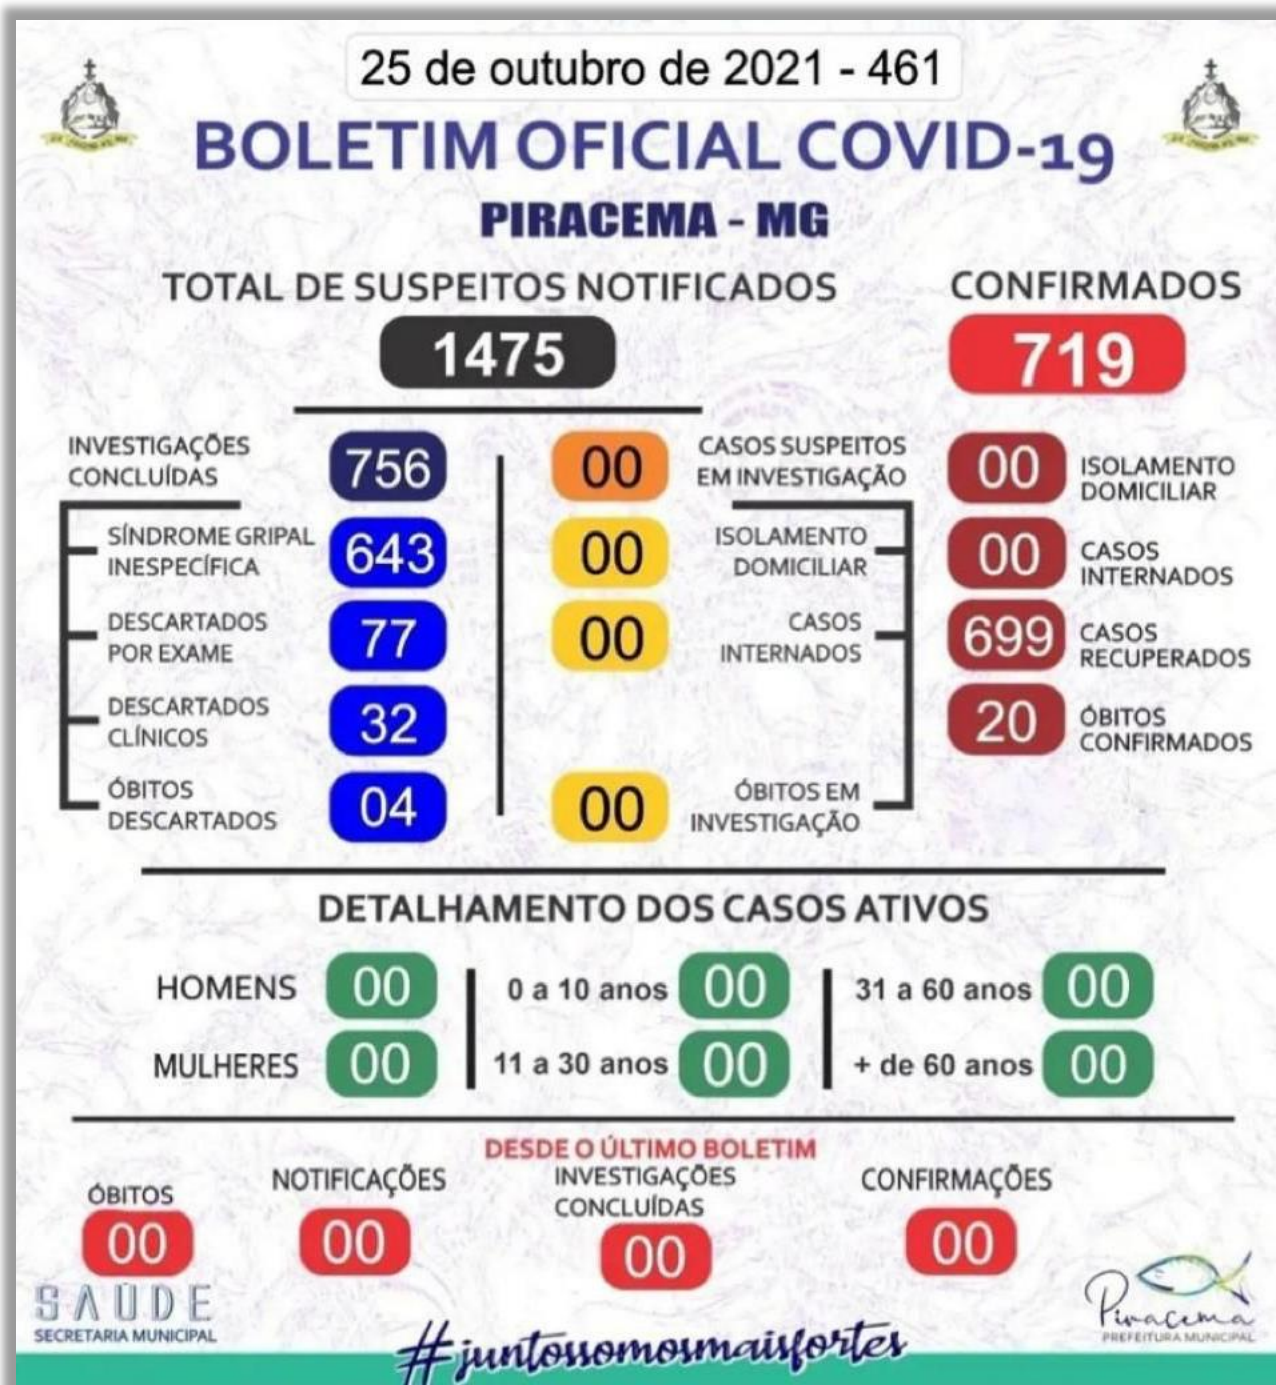 25 de outubro de 2021 - 461
BOLETIM OFICIAL COVID-19
PIRACEMA - MG
TOTAL DE SUSPEITOS NOTIFICADOS
1475
CONFIRMADOS
719
INVESTIGAÇÕES
CONCLUÍDAS
756
SÍNDROME GRIPAL
INESPECÍFICA
643
DESCARTADOS
POR EXAME
77
DESCARTADOS
CLÍNICOS
32
ÓBITOS
DESCARTADOS
04
00
CASOS SUSPEITOS
EM INVESTIGAÇÃO
00
ISOLAMENTO
DOMICILIAR
00
CASOS
INTERNADOS
00
ÓBITOS EM
INVESTIGAÇÃO
00
ISOLAMENTO
DOMICILIAR
00
CASOS
INTERNADOS
699
CASOS
RECUPERADOS
20
ÓBITOS
CONFIRMADOS
DETALHAMENTO DOS CASOS ATIVOS
HOMENS 00
MULHERES 00
0 a 10 anos 00
11 a 30 anos 00
31 a 60 anos 00
+ de 60 anos 00
DESDE O ÚLTIMO BOLETIM
ÓBITOS
00
NOTIFICAÇÕES
00
INVESTIGAÇÕES
CONCLUÍDAS
00
CONFIRMAÇÕES
00
SAÚDE
SECRETARIA MUNICIPAL
#juntossomosmaisfortes
Piracema
PREFEITURA MUNICIPAL